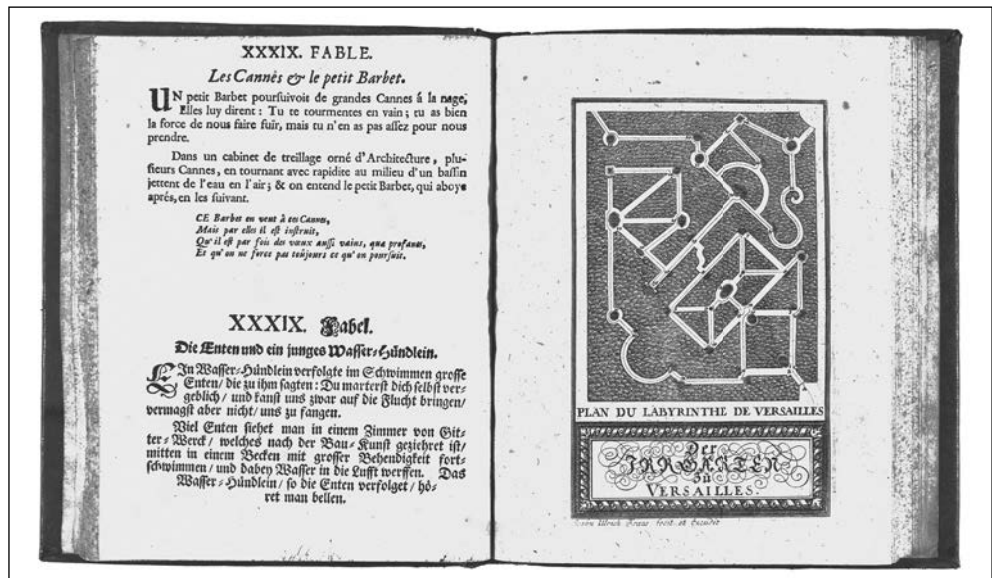 XXXIX. FABLE.
Les Cannes & le petit Barbet.
UN petit Barbet pourſuivoit de grandes Cannes á la nage,
Elles luy dirent : Tu te tourmentes en vain ; tu as bien
la force de nous faire fuïr, mais tu n'en as pas aſſez pour nous
prendre.
Dans un cabinet de treillage orné d'Architecture, plu-
ſieurs Cannes, en tournant avec rapidite au milieu d'un baſſin
jettent de l'eau en l'air ; & on entend le petit Barbet, qui aboye
aprés, en les ſuivant.
CE Barbet en veut à ces Cannes,
Mais par elles il eſt inſtruit,
Qu'il eſt par fois des vœux auſſi vains, que profanes,
Et qu'on ne force pas toûjours ce qu'on pourſuit.
XXXIX. Fabel.
Die Enten und ein junges Waſſer-Hündlein.
EIn Waſſer-Hündlein verfolgte im Schwimmen groſſe
Enten/ die zu ihm ſagten : Du marterſt dich ſelbſt ver-
geblich/ und kanſt uns zwar auf die Flucht bringen/
vermagſt aber nicht/ uns zu fangen.
Viel Enten ſiehet man in einem Zimmer von Git-
ter-Werck/ welches nach der Bau-Kunſt geziehret iſt/
mitten in einem Becken mit groſſer Behendigkeit fort-
ſchwimmen/ und dabey Waſſer in die Lufft werffen. Das
Waſſer-Hündlein/ ſo die Enten verfolget/ hö-
ret man bellen.
PLAN DU LABYRINTHE DE VERSAILLES
Der
IRRGARTEN
zu
VERSAILLES.
Ulrich Kraus fecit et excudit